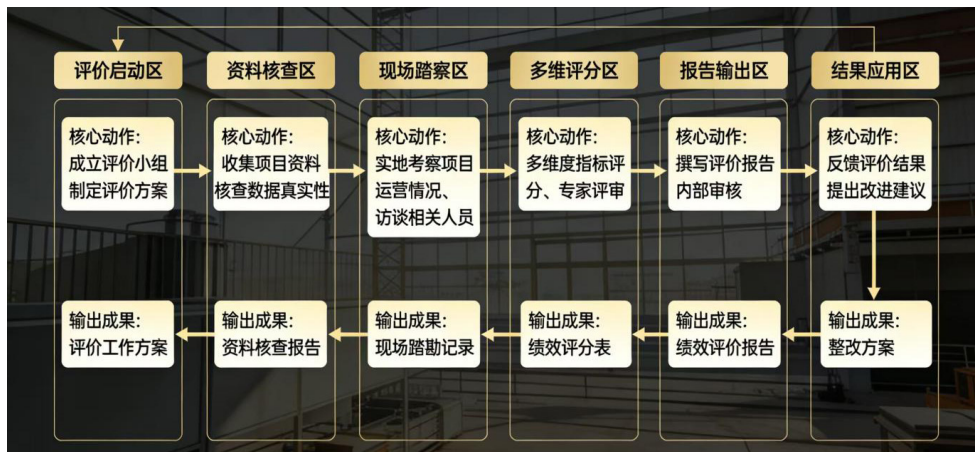 评价启动区
资料核查区
现场踏察区
多维评分区
报告输出区
结果应用区
核心动作：
成立评价小组
制定评价方案
核心动作：
收集项目资料
核查数据真实性
核心动作：
实地考察项目
运营情况、
访谈相关人员
核心动作：
多维度指标评
分、专家评审
核心动作：
撰写评价报告
内部审核
核心动作：
反馈评价结果
提出改进建议
输出成果：
评价工作方案
输出成果：
资料核查报告
输出成果：
现场踏勘记录
输出成果：
绩效评分表
输出成果：
绩效评价报告
输出成果：
整改方案